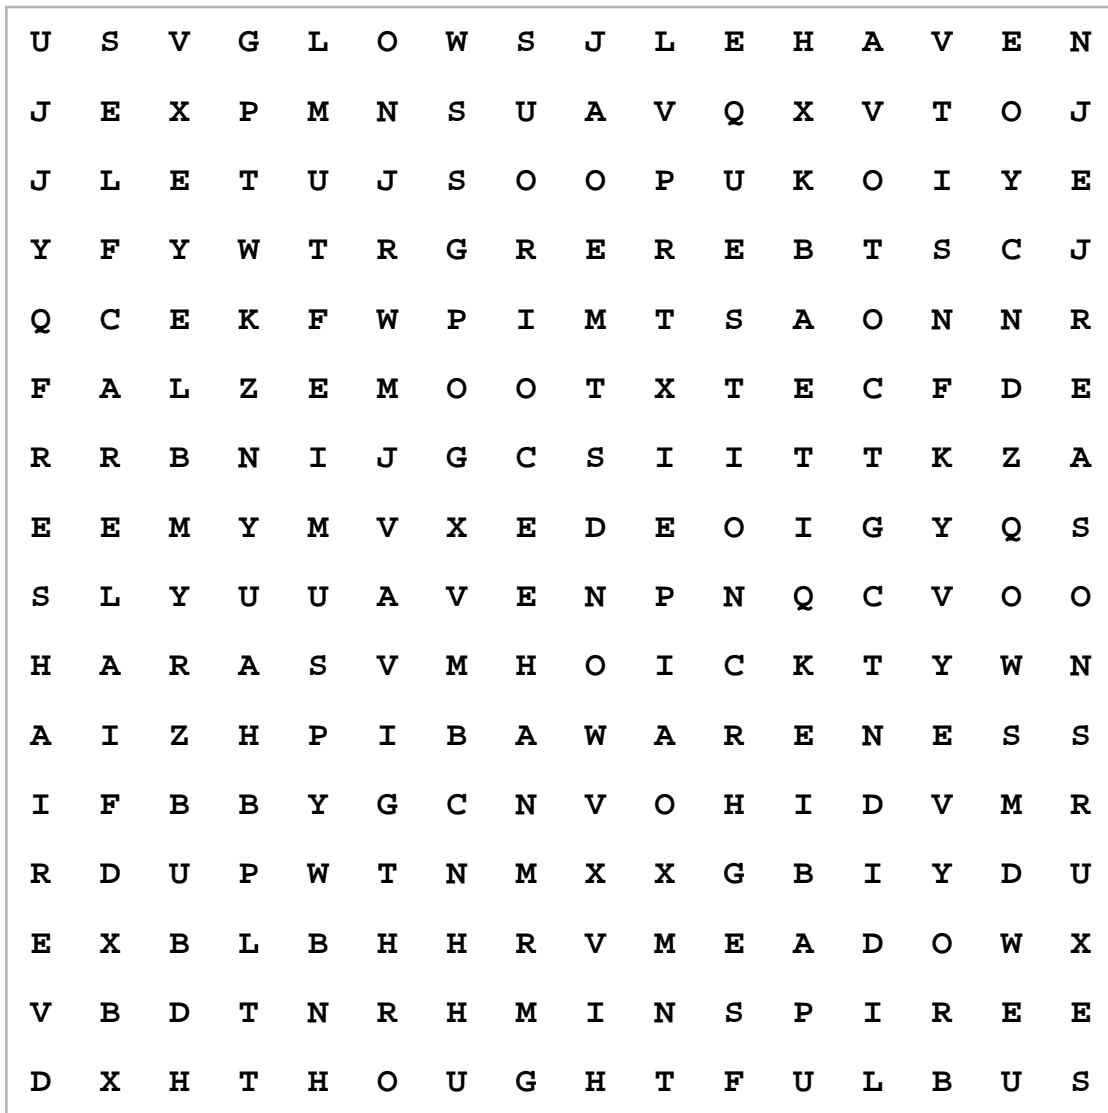 U S V G L O W S J L E H A V E N
J E X P M N S U A V Q X V T O J
J L E T U J S O O P U K O I Y E
Y F Y W T R G R E R E B T S C J
Q C E K F W P I M T S A O N N R
F A L Z E M O O T X T E C F D E
R R B N I J G C S I I T T K Z A
E E M Y M V X E D E O I G Y Q S
S L Y U U A V E N P N Q C V O O
H A R A S V M H O I C K T Y W N
A I Z H P I B A W A R E N E S S
I F B B Y G C N V O H I D V M R
R D U P W T N M X X G B I Y D U
E X B L B H H R V M E A D O W X
V B D T N R H M I N S P I R E E
D X H T H O U G H T F U L B U S